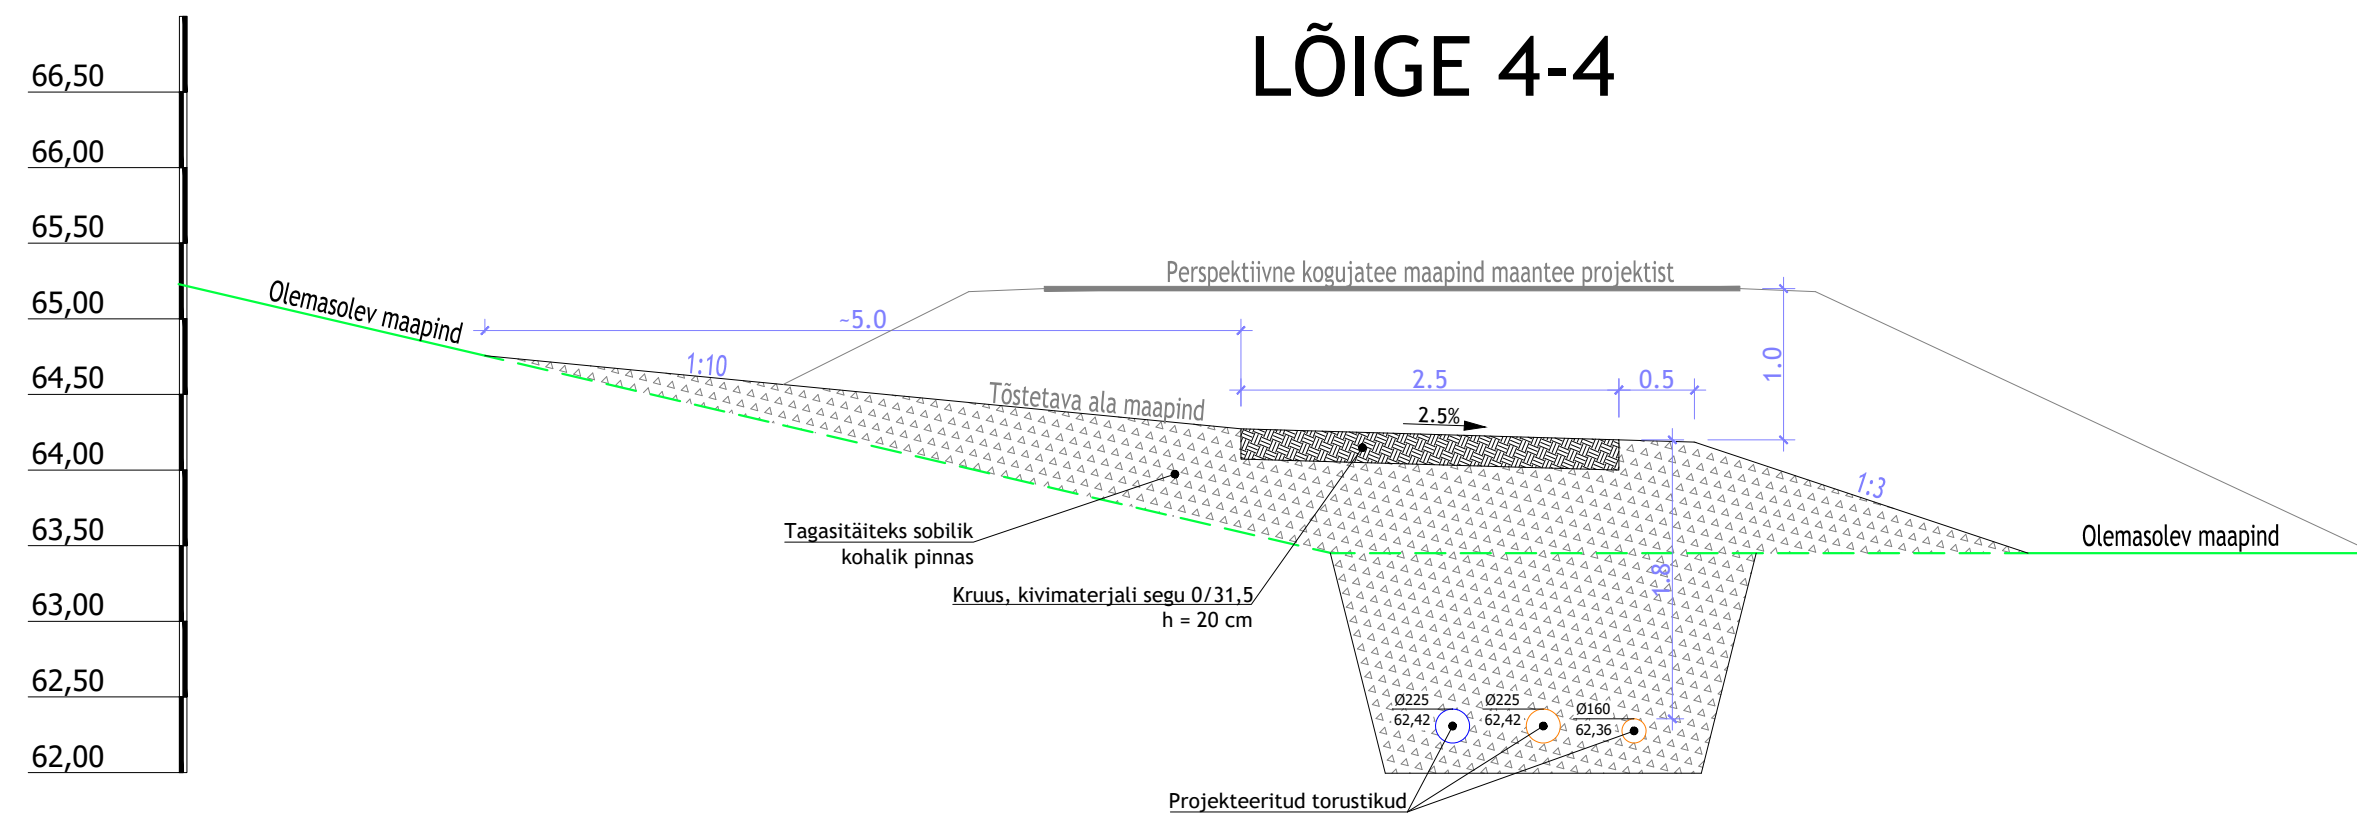 LÕIGE 4-4
66,50
66,00
65,50
65,00
64,50
64,00
63,50
63,00
62,50
62,00
Olemasolev maapind
Perspektiivne kogujatee maapind maantee projektist
~5.0
1:10
Tõstetava ala maapind
2.5
0.5
1.0
2.5%
1:3
1.8
Olemasolev maapind
Tagasitäiteks sobilik
kohalik pinnas
Kruus, kivimaterjali segu 0/31,5
h = 20 cm
Ø225
62,42
Ø225
62,42
Ø160
62,36
Projekteeritud torustikud